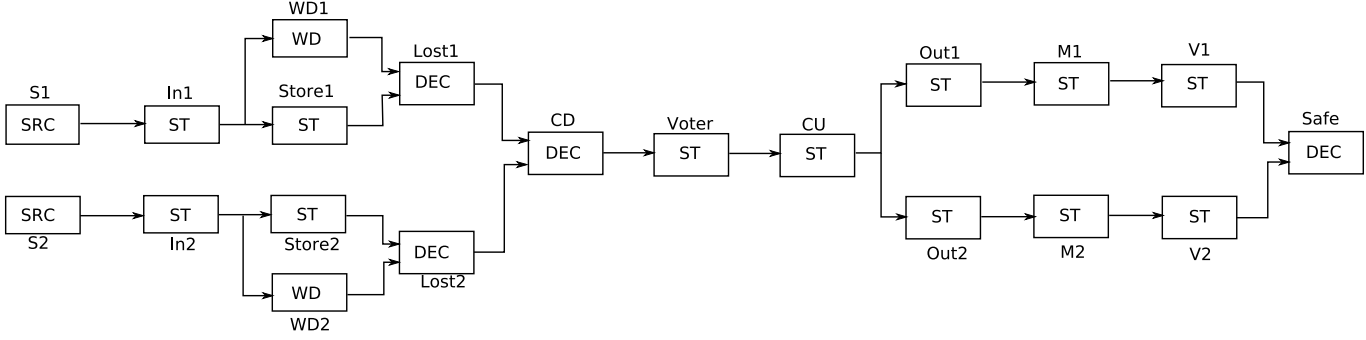 WD1
WD
Lost1
DEC
S1
SRC
In1
ST
Store1
ST
CD
DEC
Voter
ST
CU
ST
Out1
ST
M1
ST
V1
ST
Safe
DEC
SRC
S2
ST
In2
ST
Store2
DEC
Lost2
WD
WD2
ST
Out2
ST
M2
ST
V2